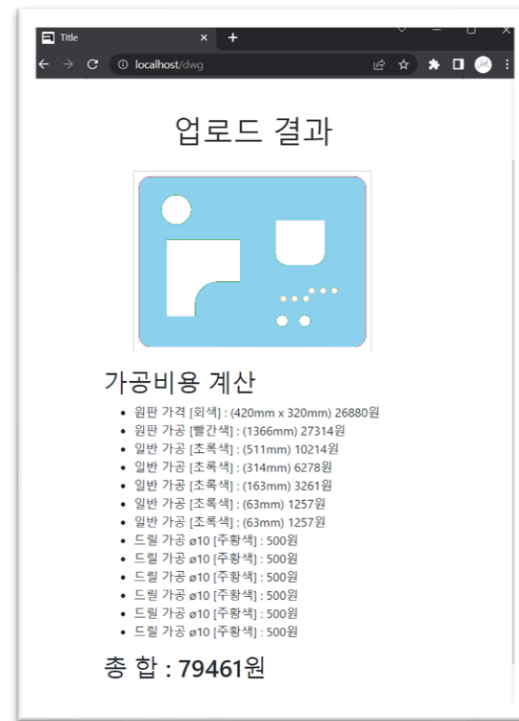 Title
localhost/dwg
업로드 결과
가공비용 계산
원판 가격 [회색] : (420mm x 320mm) 26880원
원판 가공 [빨간색] : (1366mm) 27314원
일반 가공 [초록색] : (511mm) 10214원
일반 가공 [초록색] : (314mm) 6278원
일반 가공 [초록색] : (163mm) 3261원
일반 가공 [초록색] : (63mm) 1257원
일반 가공 [초록색] : (63mm) 1257원
드릴 가공 ø10 [주황색] : 500원
드릴 가공 ø10 [주황색] : 500원
드릴 가공 ø10 [주황색] : 500원
드릴 가공 ø10 [주황색] : 500원
드릴 가공 ø10 [주황색] : 500원
드릴 가공 ø10 [주황색] : 500원
총 합 : 79461원